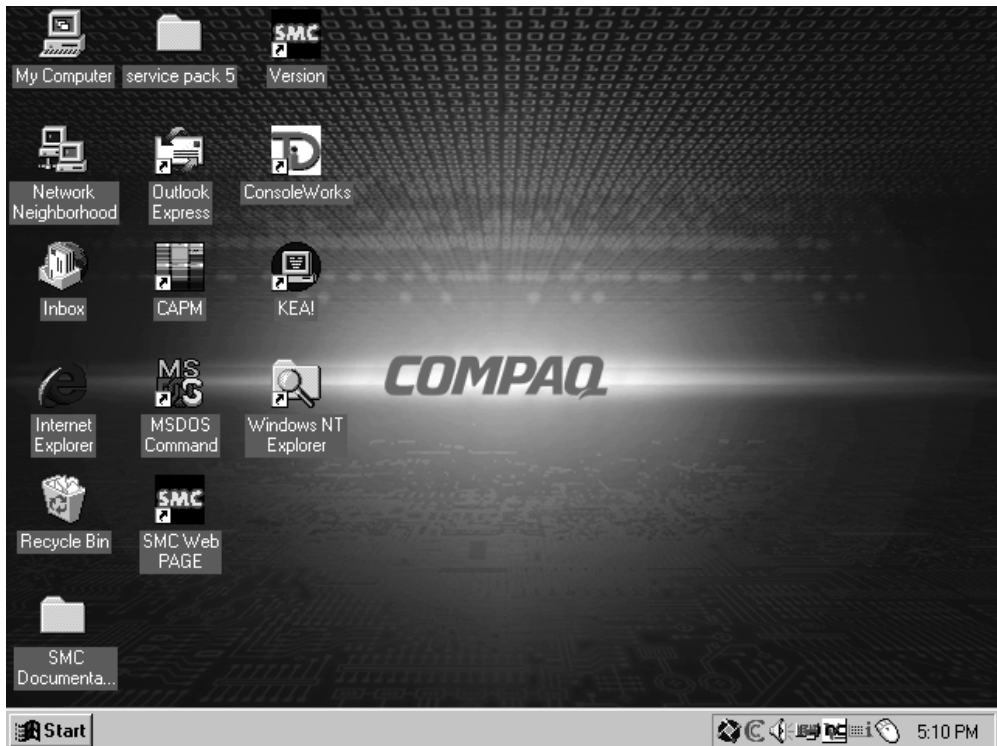 My Computer
service pack 5
SMC
Version
Network
Neighborhood
Outlook
Express
ConsoleWorks
Inbox
CAPM
KEA!
Internet
Explorer
MS
MSDOS
Command
Windows NT
Explorer
COMPAQ
Recycle Bin
SMC
SMC Web
PAGE
SMC
Documenta...
Start
5:10 PM